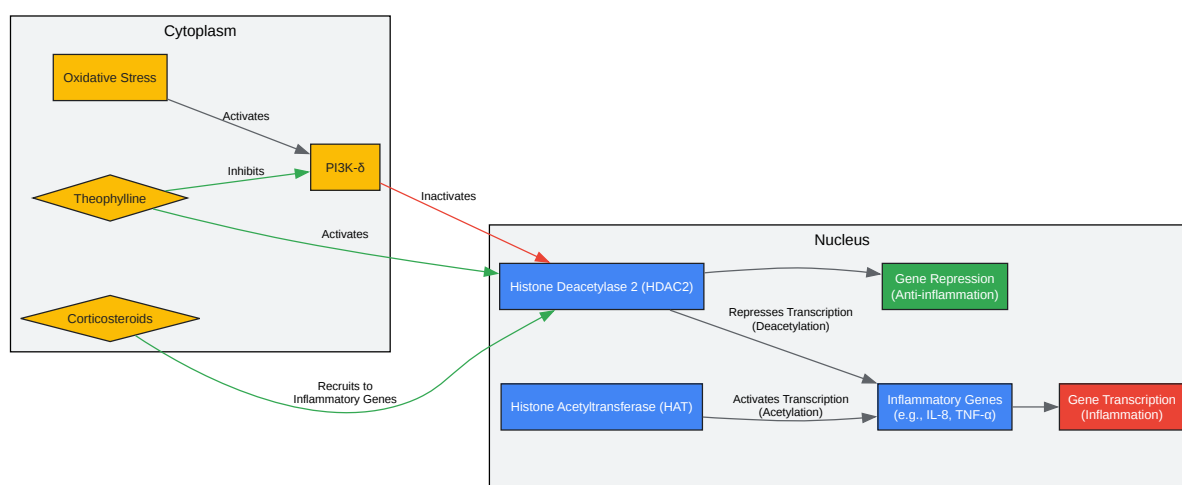 Cytoplasm
Oxidative Stress
Activates
PI3K-δ
Inhibits
Theophylline
Inactivates
Activates
Nucleus
Histone Deacetylase 2 (HDAC2)
Gene Repression
(Anti-inflammation)
Corticosteroids
Represses Transcription
(Deacetylation)
Recruits to
Inflammatory Genes
Histone Acetyltransferase (HAT)
Activates Transcription
(Acetylation)
Inflammatory Genes
(e.g., IL-8, TNF-α)
Gene Transcription
(Inflammation)